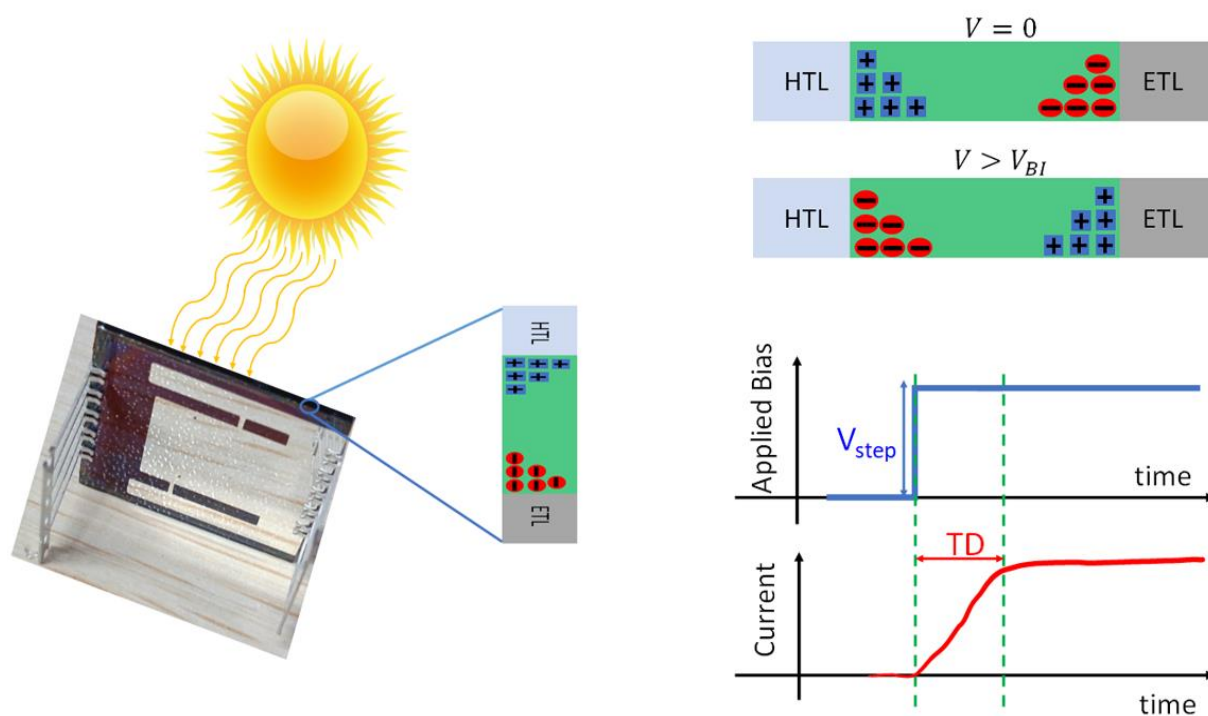 V = 0
HTL
ETL
V > V_BI
HTL
ETL
HTL
ETL
Applied Bias
V_step
time
TD
Current
time